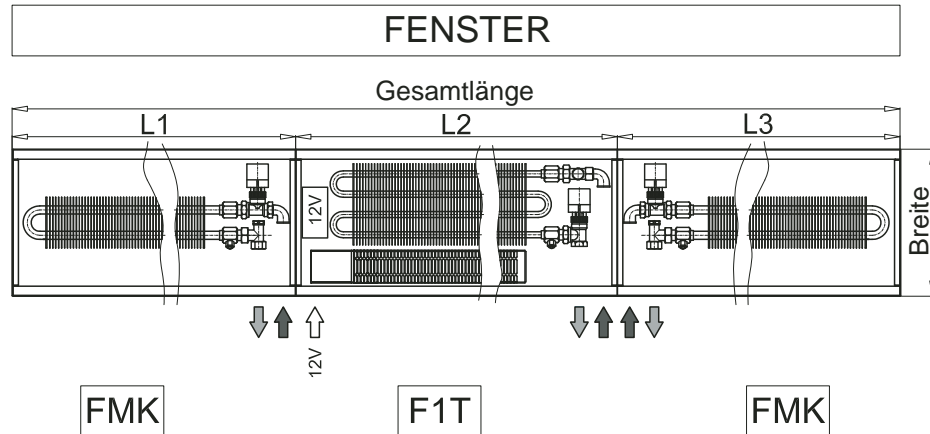 FENSTER
Gesamtlänge
L1 L2 L3
12V
Breite
12V
FMK F1T FMK